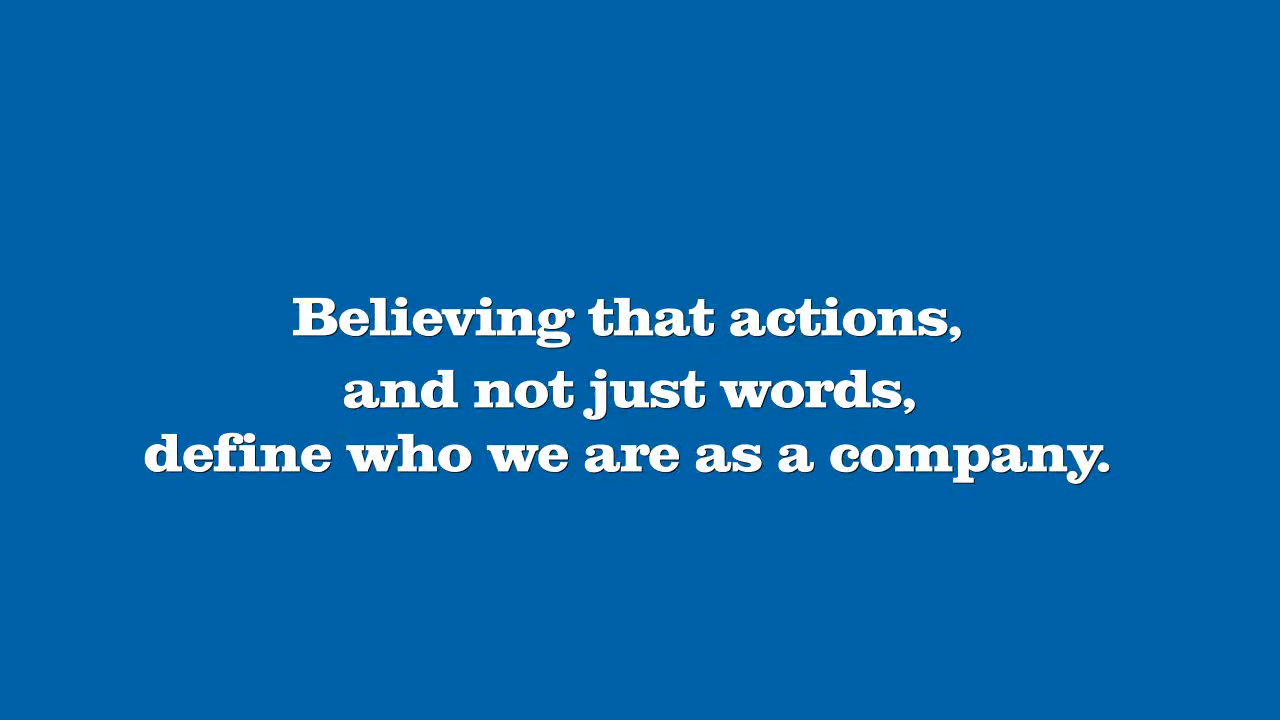 Believing that actions,
and not just words,
define who we are as a company.